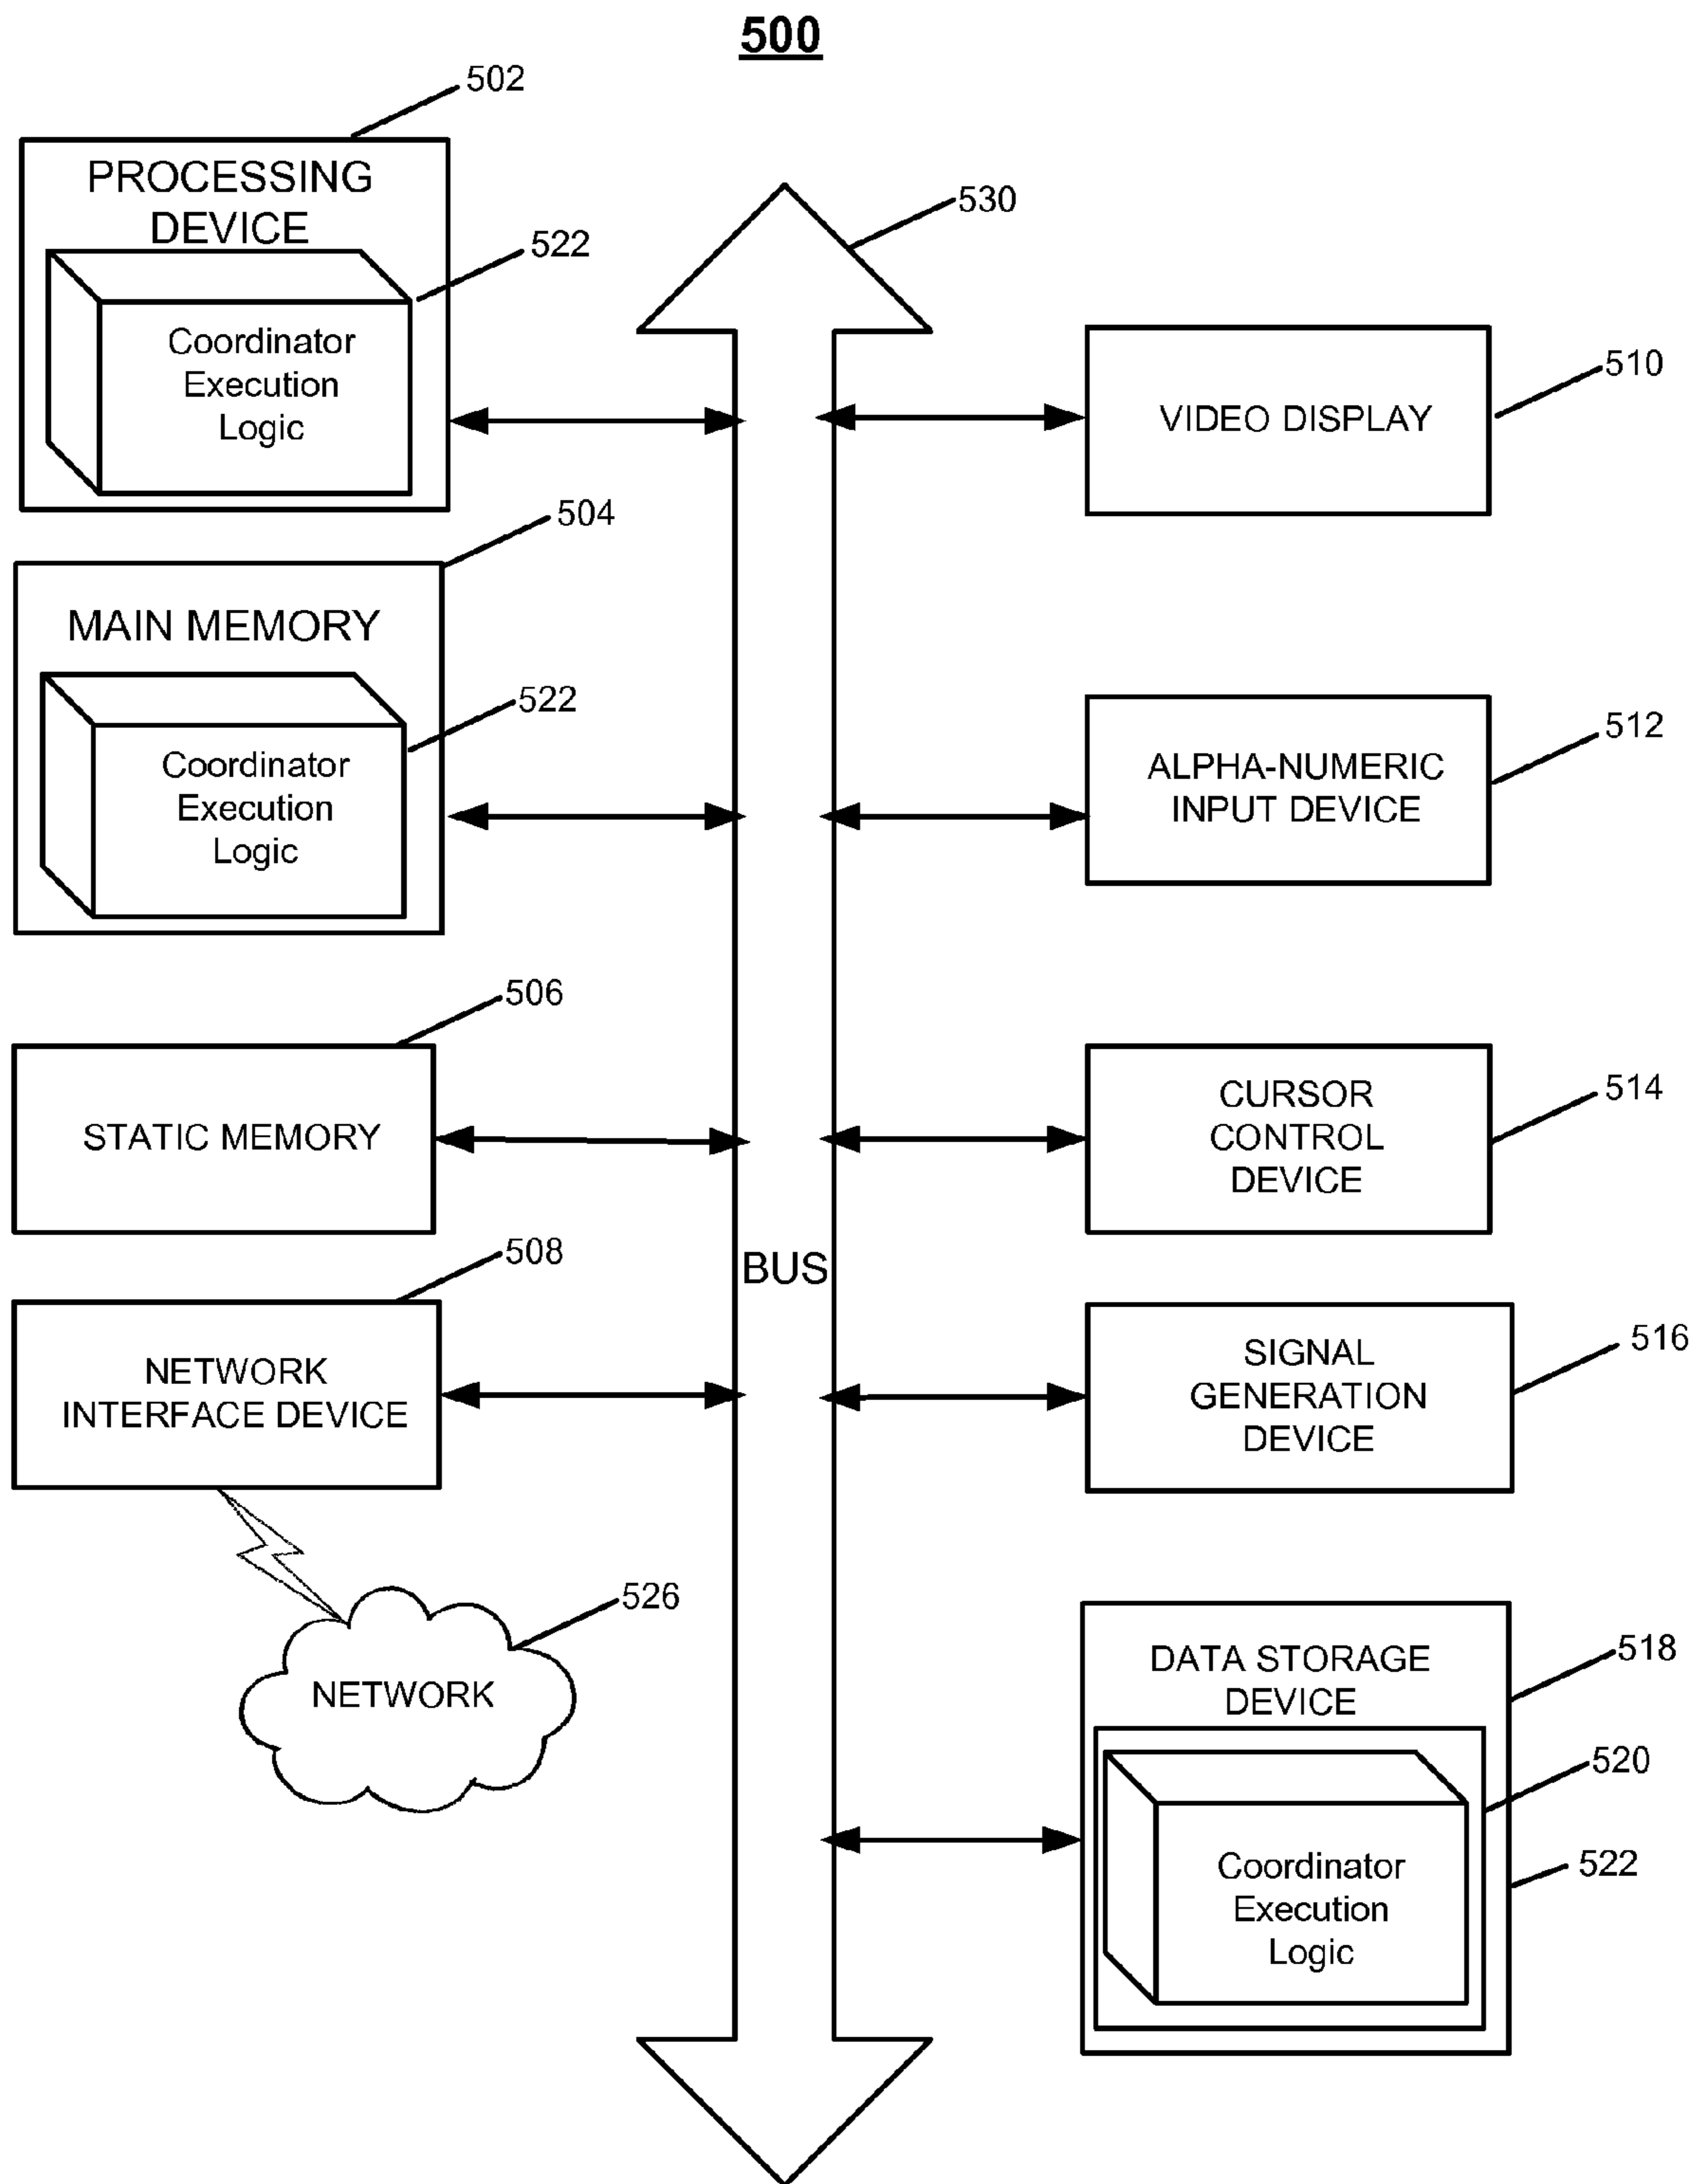 500
502
PROCESSING
DEVICE
522
Coordinator
Execution
Logic
504
MAIN MEMORY
522
Coordinator
Execution
Logic
506
STATIC MEMORY
508
NETWORK
INTERFACE DEVICE
526
NETWORK
530
BUS
510
VIDEO DISPLAY
512
ALPHA-NUMERIC
INPUT DEVICE
514
CURSOR
CONTROL
DEVICE
516
SIGNAL
GENERATION
DEVICE
518
DATA STORAGE
DEVICE
520
522
Coordinator
Execution
Logic